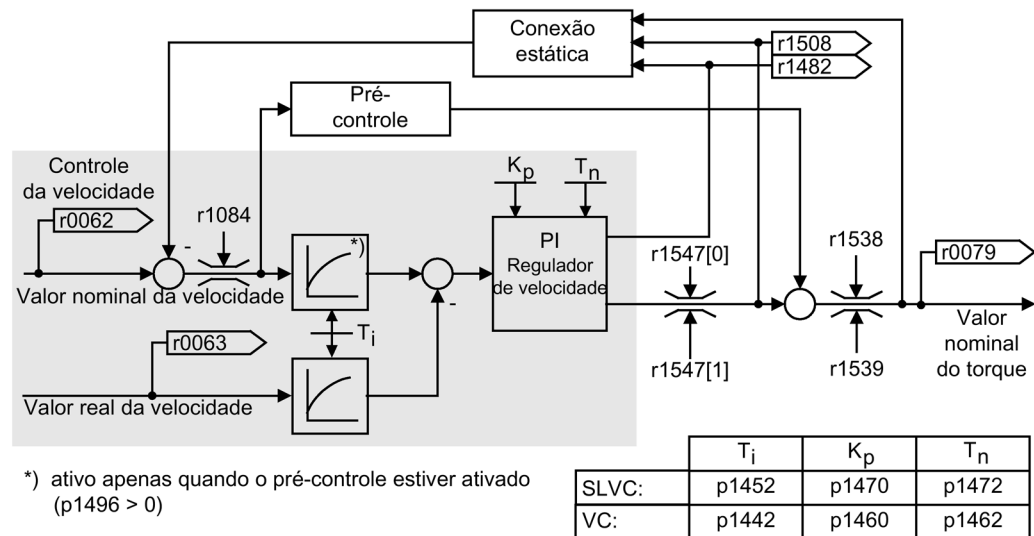 Conexão
estática
r1508
r1482
Pré-
controle
Controle
da velocidade
r0062
r1084
*)
Kp
Tn
PI
Regulador
de velocidade
r1547[0]
r1538
r0079
Valor nominal da velocidade
r0063
Ti
r1547[1]
r1539
Valor
nominal
do torque
Valor real da velocidade
*) ativo apenas quando o pré-controle estiver ativado
(p1496 > 0)
Ti Kp Tn
SLVC: p1452 p1470 p1472
VC: p1442 p1460 p1462